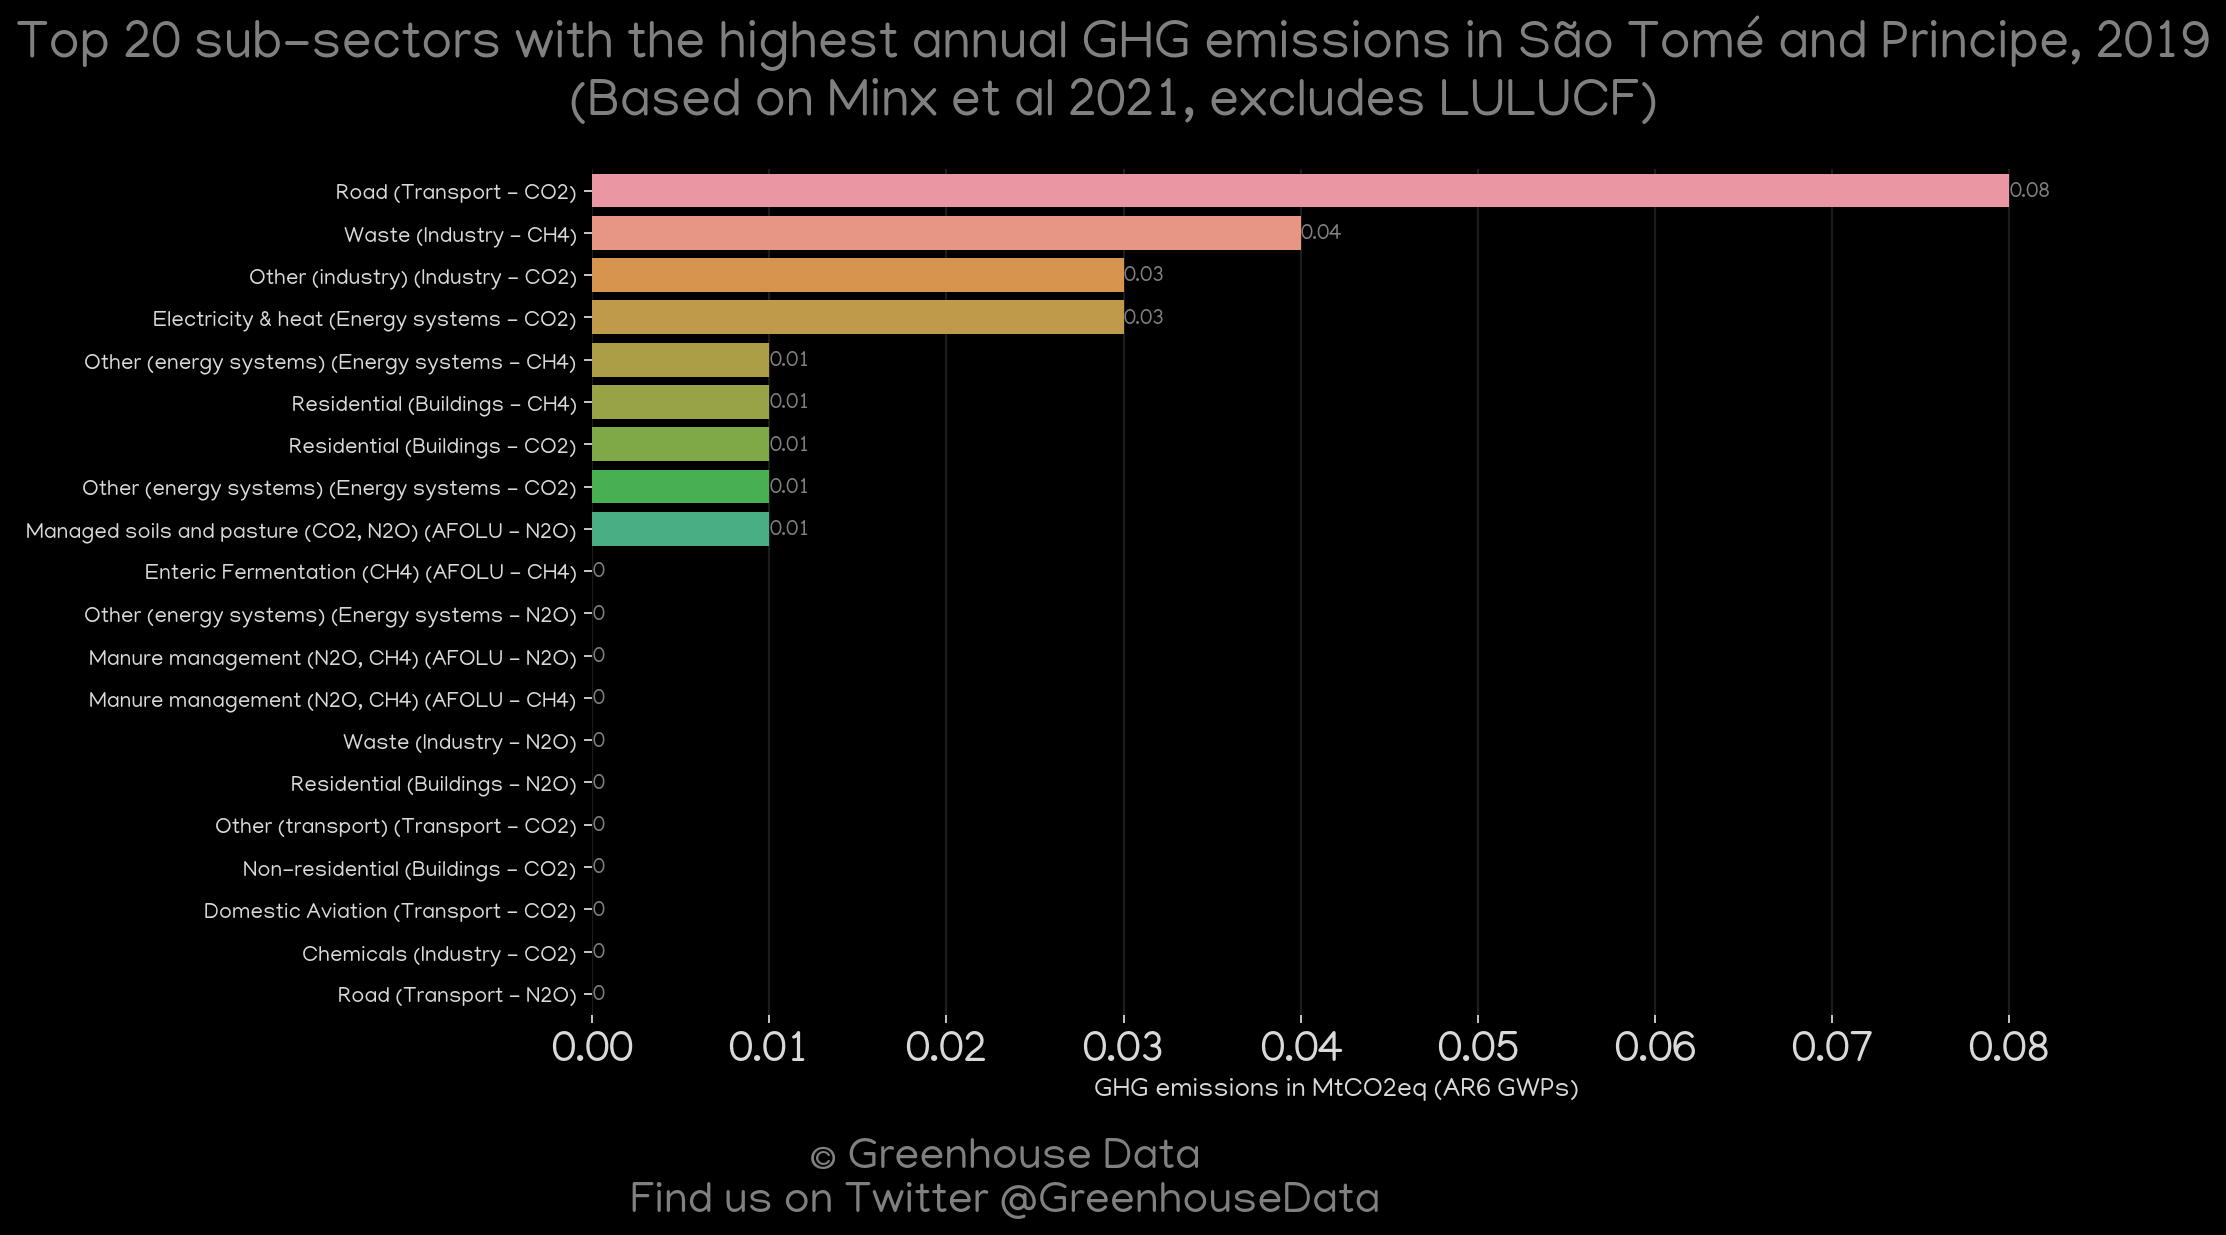 Top 20 sub-sectors with the highest annual GHG emissions in São Tomé and Principe, 2019
(Based on Minx et al 2021, excludes LULUCF)
Road (Transport - CO2) 0.08
Waste (Industry - CH4) 0.04
Other (industry) (Industry - CO2) 0.03
Electricity & heat (Energy systems - CO2) 0.03
Other (energy systems) (Energy systems - CH4) 0.01
Residential (Buildings - CH4) 0.01
Residential (Buildings - CO2) 0.01
Other (energy systems) (Energy systems - CO2) 0.01
Managed soils and pasture (CO2, N2O) (AFOLU - N2O) 0.01
Enteric Fermentation (CH4) (AFOLU - CH4) 0
Other (energy systems) (Energy systems - N2O) 0
Manure management (N2O, CH4) (AFOLU - N2O) 0
Manure management (N2O, CH4) (AFOLU - CH4) 0
Waste (Industry - N2O) 0
Residential (Buildings - N2O) 0
Other (transport) (Transport - CO2) 0
Non-residential (Buildings - CO2) 0
Domestic Aviation (Transport - CO2) 0
Chemicals (Industry - CO2) 0
Road (Transport - N2O) 0
0.00 0.01 0.02 0.03 0.04 0.05 0.06 0.07 0.08
GHG emissions in MtCO2eq (AR6 GWPs)
© Greenhouse Data
Find us on Twitter @GreenhouseData